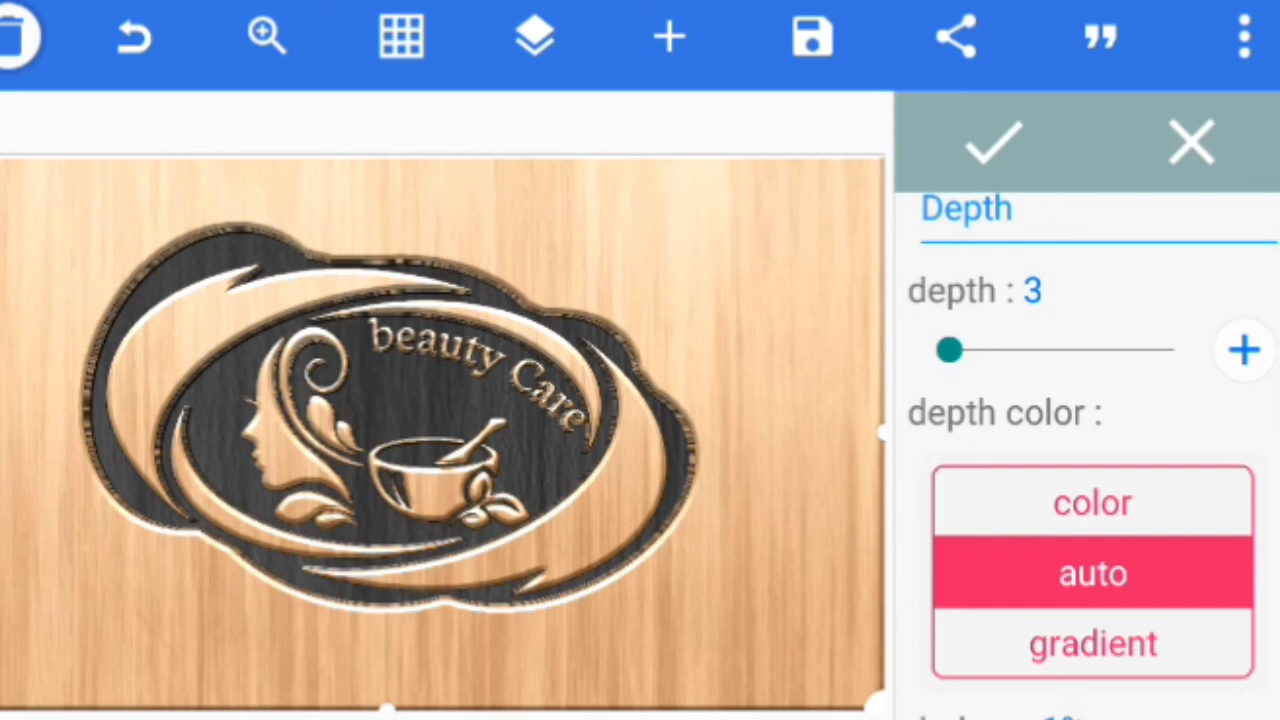 Depth
depth : 3
depth color :
color
auto
gradient
beauty Care